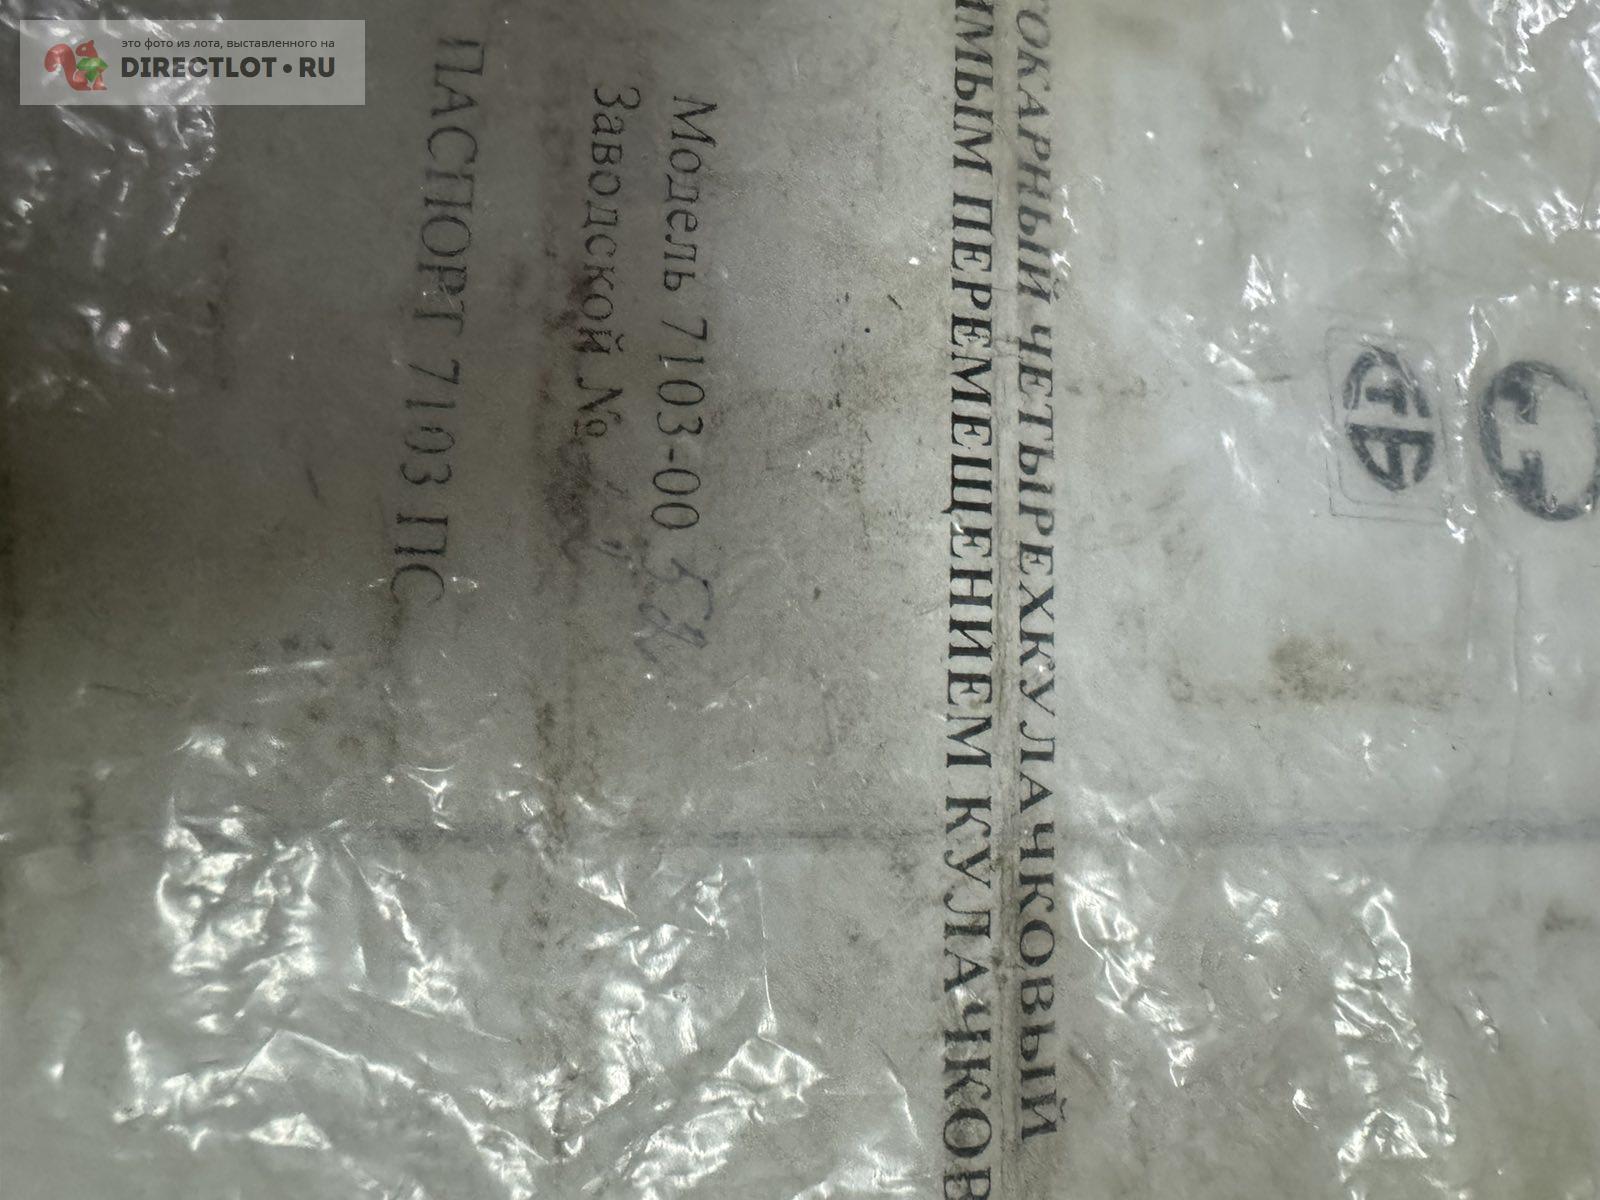 это фото из лота, выставленного на
DIRECTLOT • RU
ТОКАРНЫЙ ЧЕТЫРЕХКУЛАЧКОВЫЙ
ИМЫМ ПЕРЕМЕЩЕНИЕМ КУЛАЧКОВ
Модель 7103-00
Заводской №
ПАСПОРТ 7103 ПС